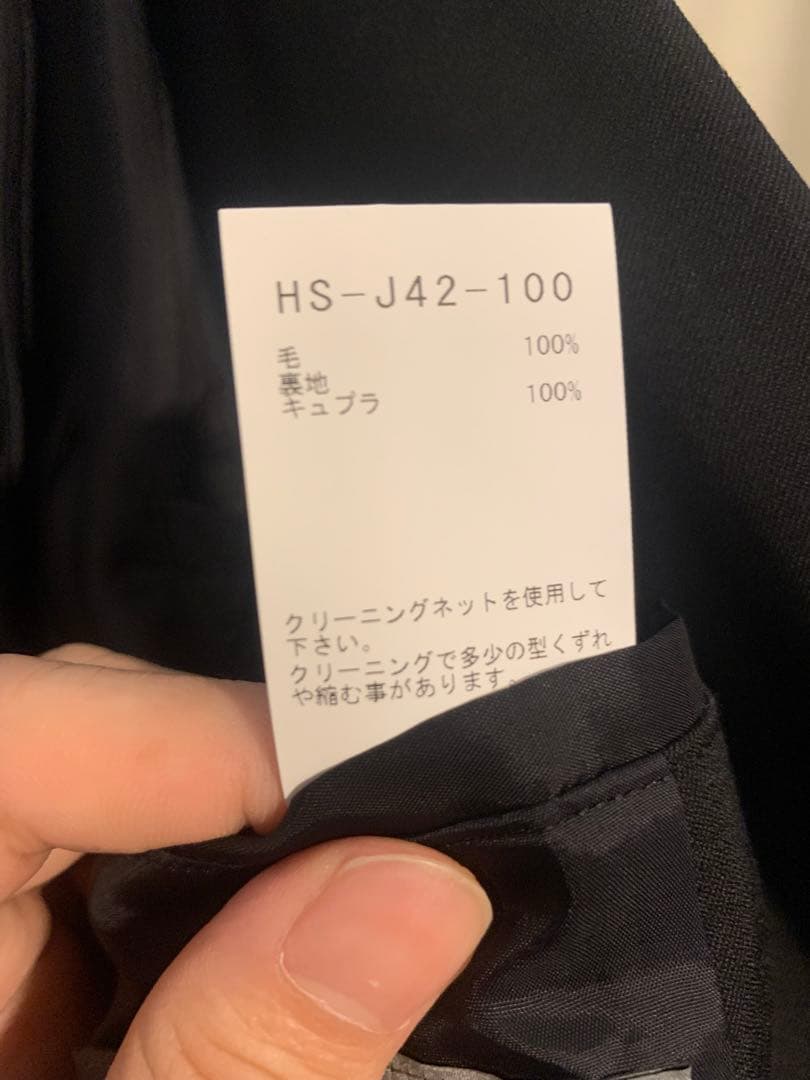 HS-J42-100
毛 100%
裏地
キュプラ 100%
クリーニングネットを使用して
下さい。
クリーニングで多少の型くずれ
や縮む事があります。